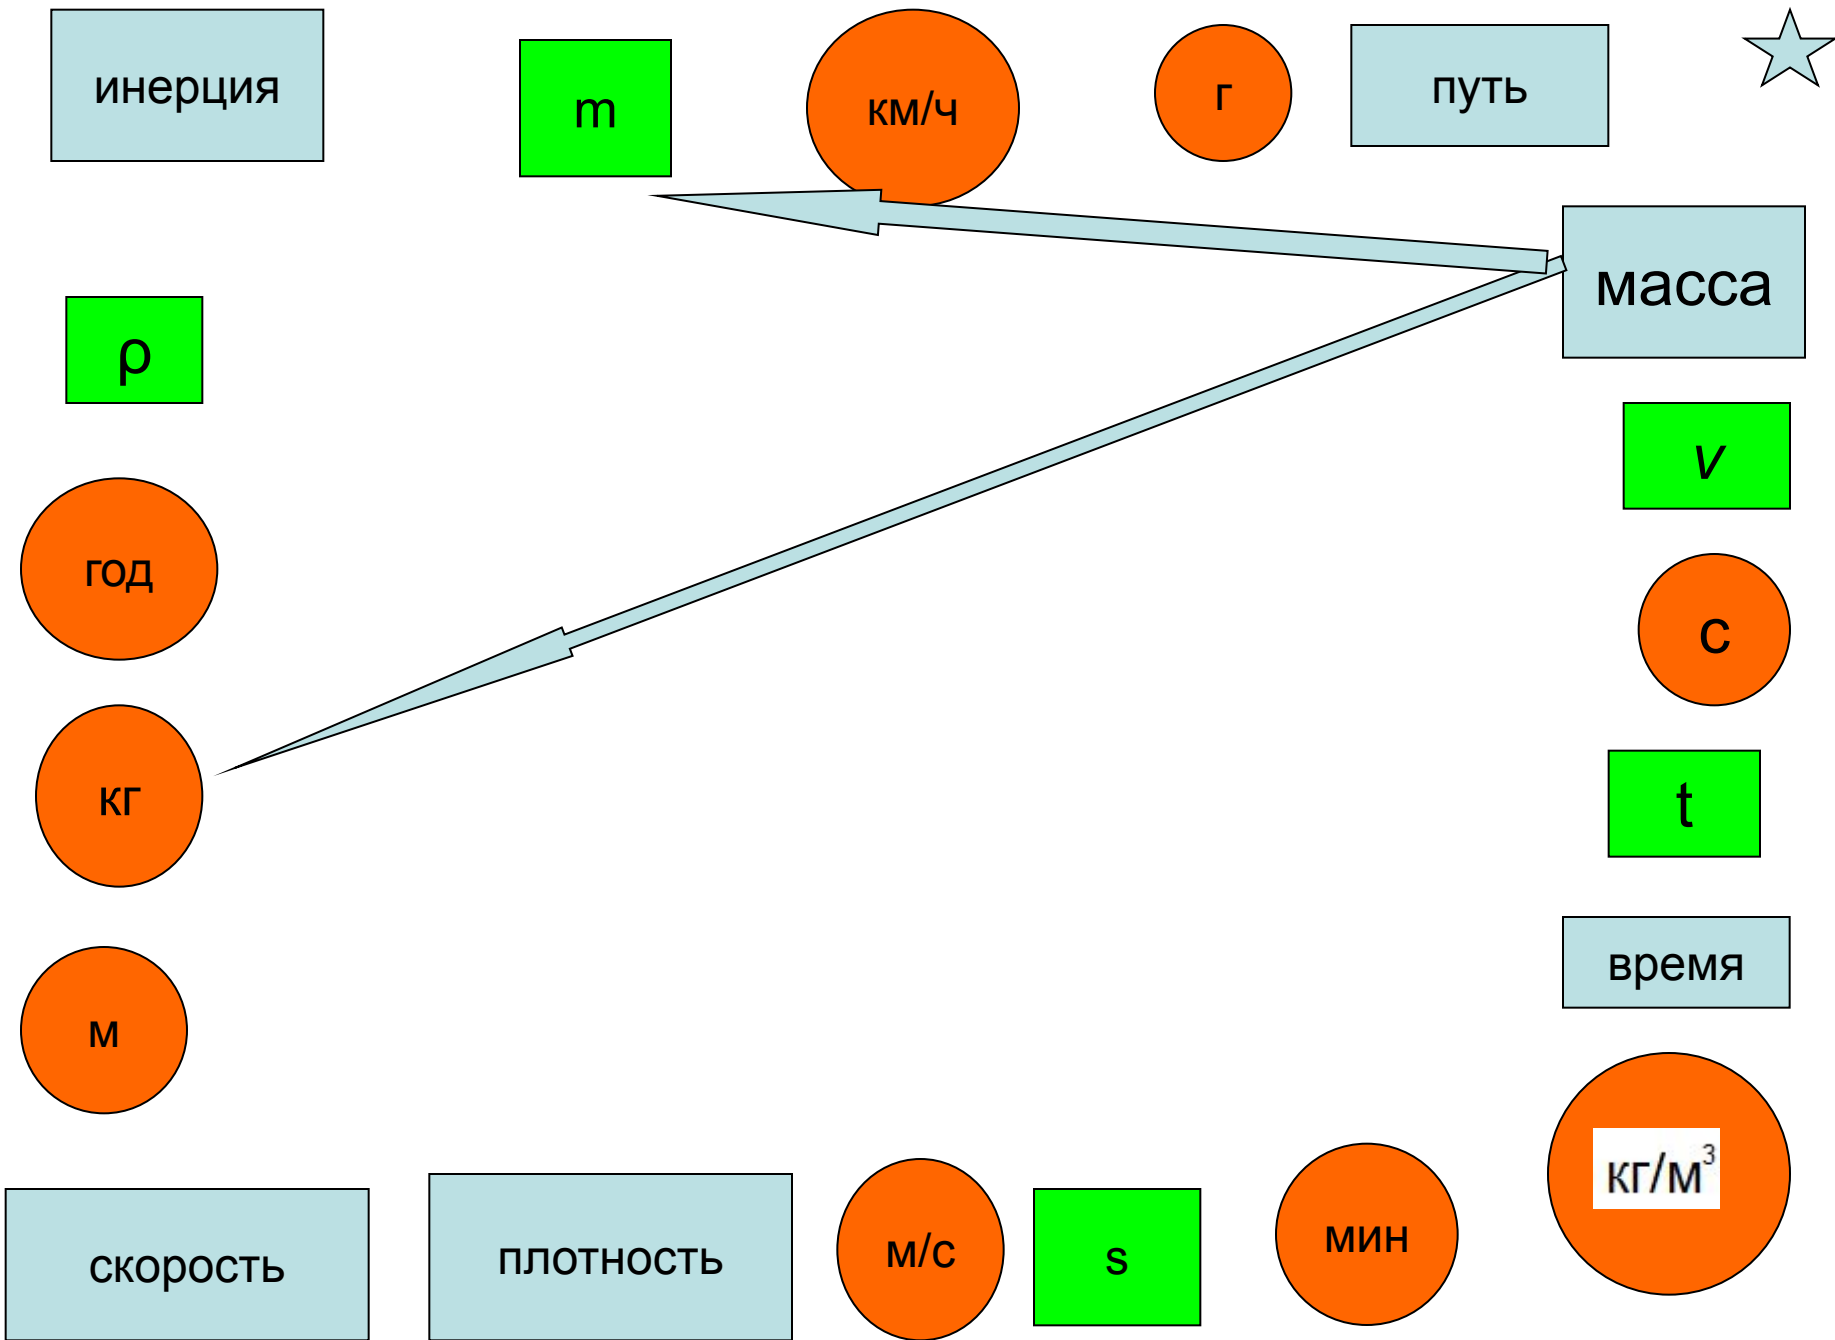 инерция
m
км/ч
г
путь
масса
ρ
v
год
с
кг
t
время
м
кг/м³
скорость
плотность
м/с
s
мин